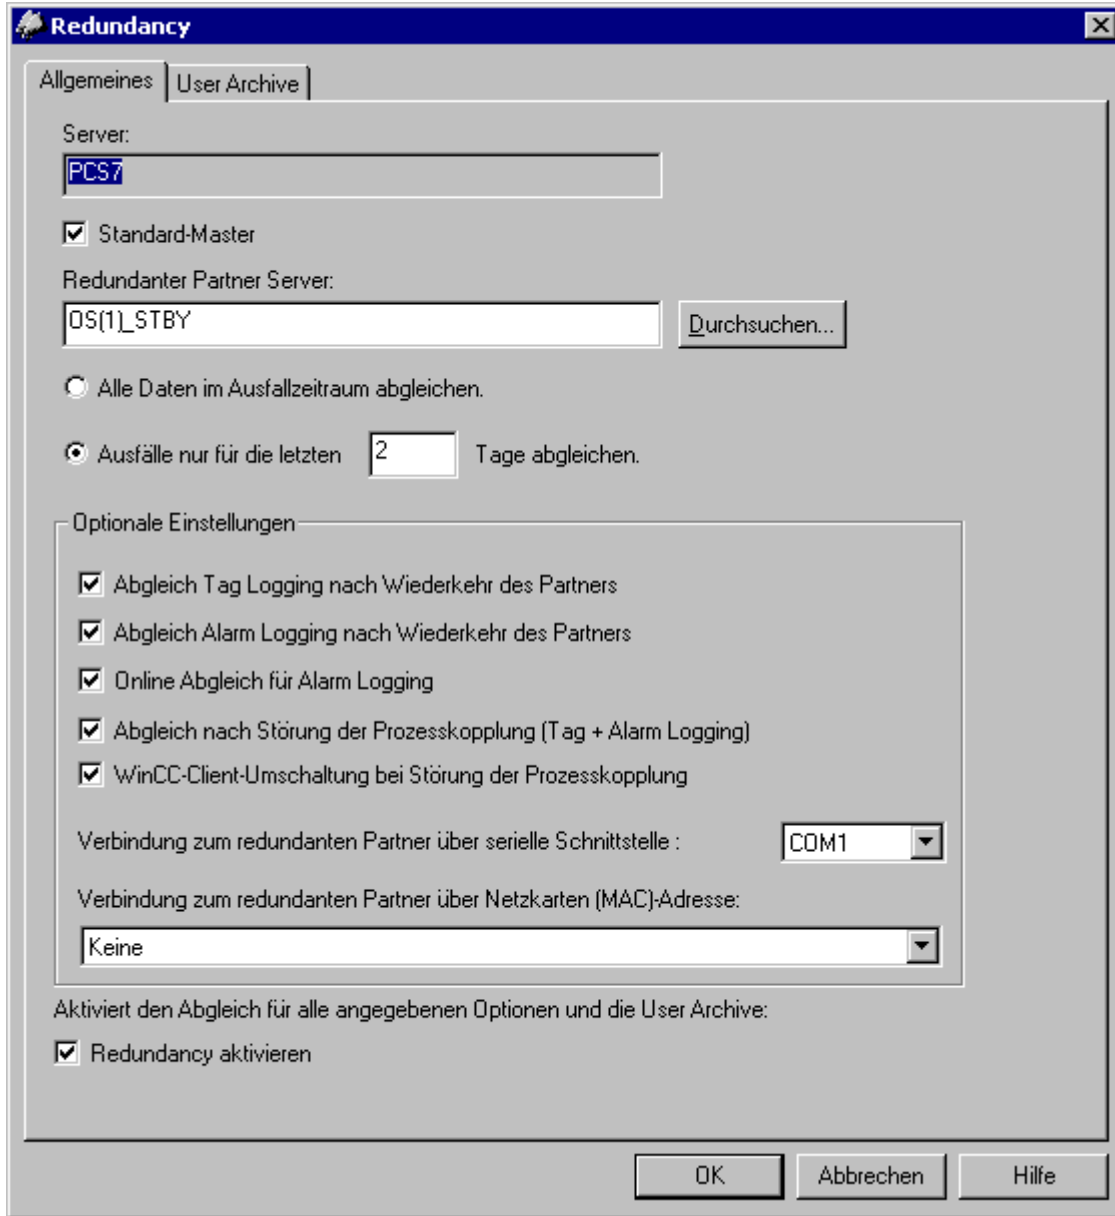 Redundancy
Allgemeines User Archive
Server:
PCS7
Standard-Master
Redundanter Partner Server:
OS(1)_STBY Durchsuchen...
Alle Daten im Ausfallzeitraum abgleichen.
Ausfälle nur für die letzten 2 Tage abgleichen.
Optionale Einstellungen
Abgleich Tag Logging nach Wiederkehr des Partners
Abgleich Alarm Logging nach Wiederkehr des Partners
Online Abgleich für Alarm Logging
Abgleich nach Störung der Prozesskopplung (Tag + Alarm Logging)
WinCC-Client-Umschaltung bei Störung der Prozesskopplung
Verbindung zum redundanten Partner über serielle Schnittstelle : COM1
Verbindung zum redundanten Partner über Netzkarten (MAC)-Adresse:
Keine
Aktiviert den Abgleich für alle angegebenen Optionen und die User Archive:
Redundancy aktivieren
OK Abbrechen Hilfe